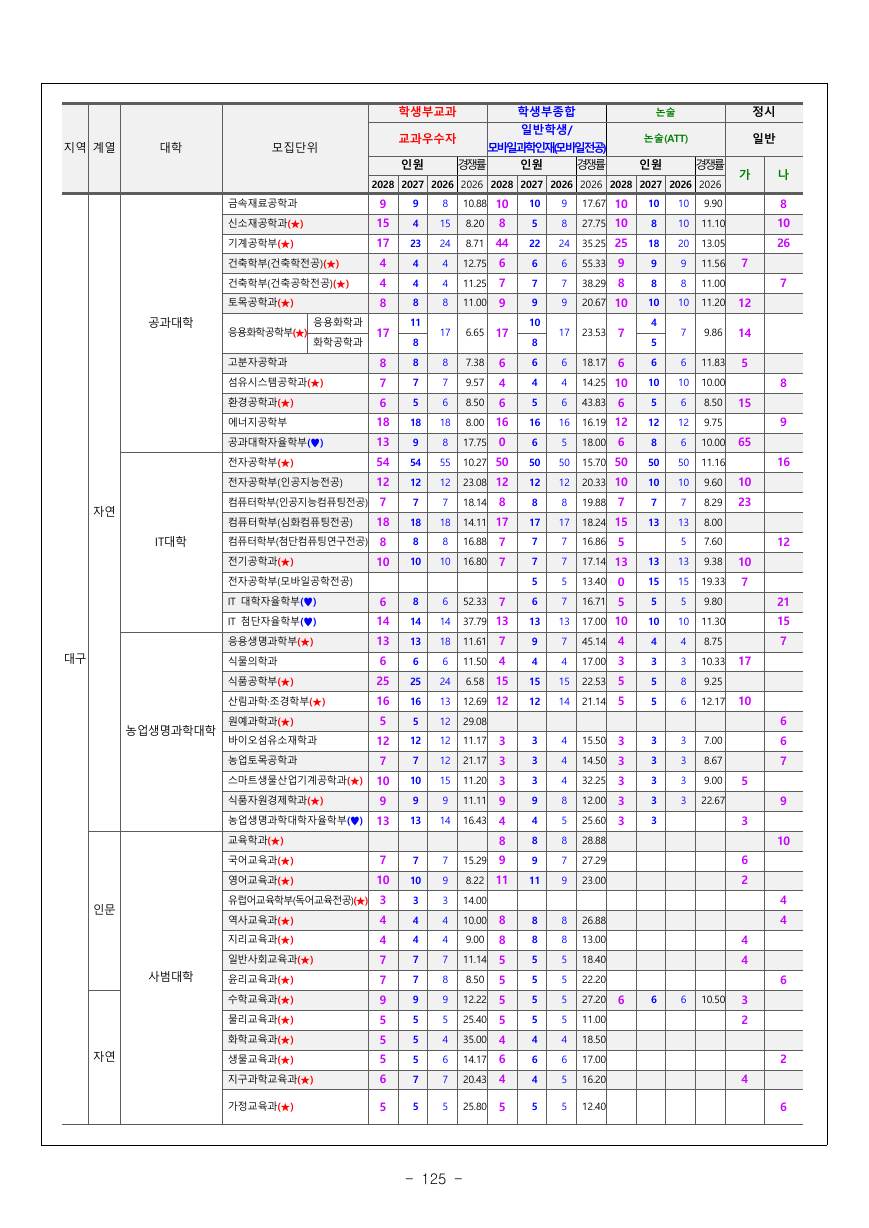 학생부교과 학생부종합 논술 정시
지역 계열 대학 모집단위 교과우수자 일반학생/ 모바일과학인재(모바일전공) 논술(ATT) 일반
인원 경쟁률 인원 경쟁률 인원 경쟁률 가 나
2028 2027 2026 2026 2028 2027 2026 2026 2028 2027 2026 2026
대구
자연
공과대학
금속재료공학과 9 9 8 10.88 10 10 9 17.67 10 10 10 9.90 8
신소재공학과(★) 15 4 15 8.20 8 5 8 27.75 10 8 10 11.10 10
기계공학부(★) 17 23 24 8.71 44 22 24 35.25 25 18 20 13.05 26
건축학부(건축학전공)(★) 4 4 4 12.75 6 6 6 55.33 9 9 9 11.56 7
건축학부(건축공학전공)(★) 4 4 4 11.25 7 7 7 38.29 8 8 8 11.00 7
토목공학과(★) 8 8 8 11.00 9 9 9 20.67 10 10 10 11.20 12
응용화학공학부(★) 응용화학과 17 11 17 6.65 17 10 17 23.53 7 4 7 9.86 14
화학공학과 8 8 5
고분자공학과 8 8 8 7.38 6 6 6 18.17 6 6 6 11.83 5
섬유시스템공학과(★) 7 7 7 9.57 4 4 4 14.25 10 10 10 10.00 8
환경공학과(★) 6 5 6 8.50 6 5 6 43.83 6 5 6 8.50 15
에너지공학부 18 18 18 8.00 16 16 16 16.19 12 12 12 9.75 9
공과대학자율학부(♥) 13 9 8 17.75 0 6 5 18.00 6 8 6 10.00 65
IT대학
전자공학부(★) 54 54 55 10.27 50 50 50 15.70 50 50 50 11.16 16
전자공학부(인공지능전공) 12 12 12 23.08 12 12 12 20.33 10 10 10 9.60 10
컴퓨터학부(인공지능컴퓨팅전공) 7 7 7 18.14 8 8 8 19.88 7 7 7 8.29 23
컴퓨터학부(심화컴퓨팅전공) 18 18 18 14.11 17 17 17 18.24 15 13 13 8.00
컴퓨터학부(첨단컴퓨팅연구전공) 8 8 8 16.88 7 7 7 16.86 5 5 7.60 12
전기공학과(★) 10 10 10 16.80 7 7 7 17.14 13 13 13 9.38 10
전자공학부(모바일공학전공) 5 5 13.40 0 15 15 19.33 7
IT 대학자율학부(♥) 6 8 6 52.33 7 6 7 16.71 5 5 5 9.80 21
IT 첨단자율학부(♥) 14 14 14 37.79 13 13 13 17.00 10 10 10 11.30 15
농업생명과학대학
응용생명과학부(★) 13 13 18 11.61 7 9 7 45.14 4 4 4 8.75 7
식물의학과 6 6 6 11.50 4 4 4 17.00 3 3 3 10.33 17
식품공학부(★) 25 25 24 6.58 15 15 15 22.53 5 5 8 9.25
산림과학·조경학부(★) 16 16 13 12.69 12 12 14 21.14 5 5 6 12.17 10
원예과학과(★) 5 5 12 29.08 6
바이오섬유소재학과 12 12 12 11.17 3 3 4 15.50 3 3 3 7.00 6
농업토목공학과 7 7 12 21.17 3 3 4 14.50 3 3 3 8.67 7
스마트생물산업기계공학과(★) 10 10 15 11.20 3 3 4 32.25 3 3 3 9.00 5
식품자원경제학과(★) 9 9 9 11.11 9 9 8 12.00 3 3 3 22.67 9
농업생명과학대학자율학부(♥) 13 13 14 16.43 4 4 5 25.60 3 3 3
인문
사범대학
교육학과(★) 8 8 8 28.88 10
국어교육과(★) 7 7 7 15.29 9 9 7 27.29 6
영어교육과(★) 10 10 9 8.22 11 11 9 23.00 2
유럽어교육학부(독어교육전공)(★) 3 3 3 14.00 4
역사교육과(★) 4 4 4 10.00 8 8 8 26.88 4
지리교육과(★) 4 4 4 9.00 8 8 8 13.00 4
일반사회교육과(★) 7 7 7 11.14 5 5 5 18.40 4
윤리교육과(★) 7 7 8 8.50 5 5 5 22.20 6
자연
수학교육과(★) 9 9 9 12.22 5 5 5 27.20 6 6 6 10.50 3
물리교육과(★) 5 5 5 25.40 5 5 5 11.00 2
화학교육과(★) 5 5 4 35.00 4 4 4 18.50
생물교육과(★) 5 5 6 14.17 6 6 6 17.00 2
지구과학교육과(★) 6 7 7 20.43 4 4 5 16.20 4
가정교육과(★) 5 5 5 25.80 5 5 5 12.40 6
- 125 -